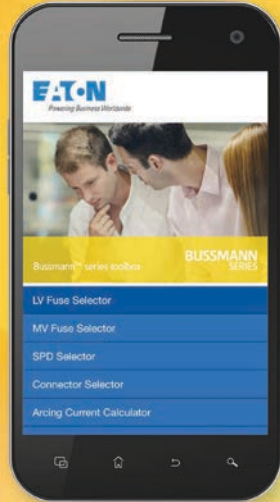 EATON
Powering Business Worldwide
Bussmann™ series toolbox
BUSSMANN
SERIES
LV Fuse Selector
MV Fuse Selector
SPD Selector
Connector Selector
Arcing Current Calculator